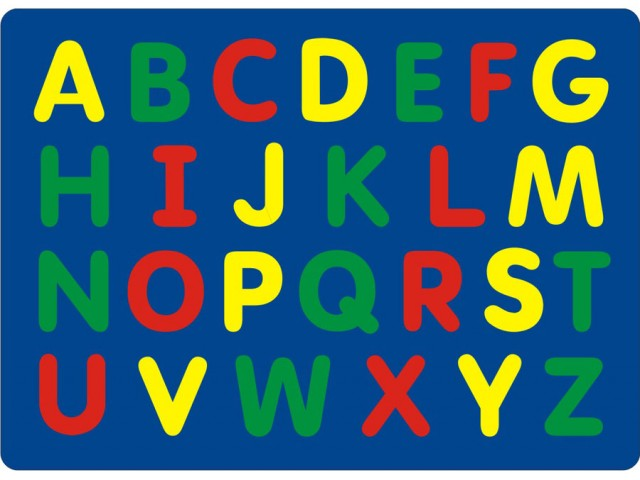 ABCDEFG
HIJKLM
NOPQRST
UVWXYZ